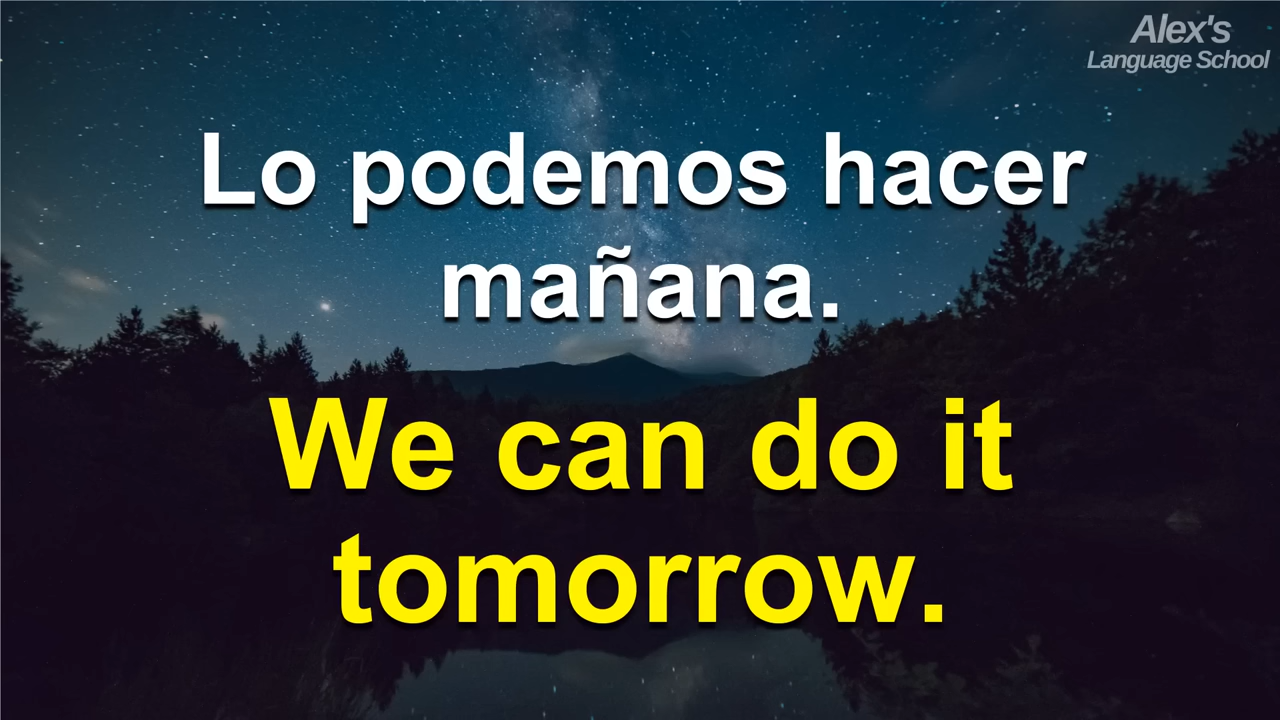 Alex's
Language School
Lo podemos hacer
mañana.
We can do it
tomorrow.